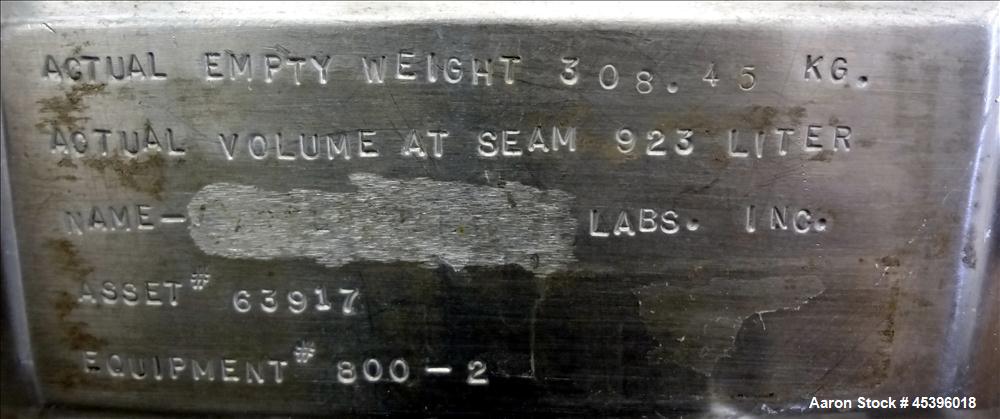 ACTUAL EMPTY WEIGHT 308.45 KG.
ACTUAL VOLUME AT SEAM 923 LITER
NAME- LABS. INC.
ASSET# 63917
EQUIPMENT# 800-2
Aaron Stock # 45396018